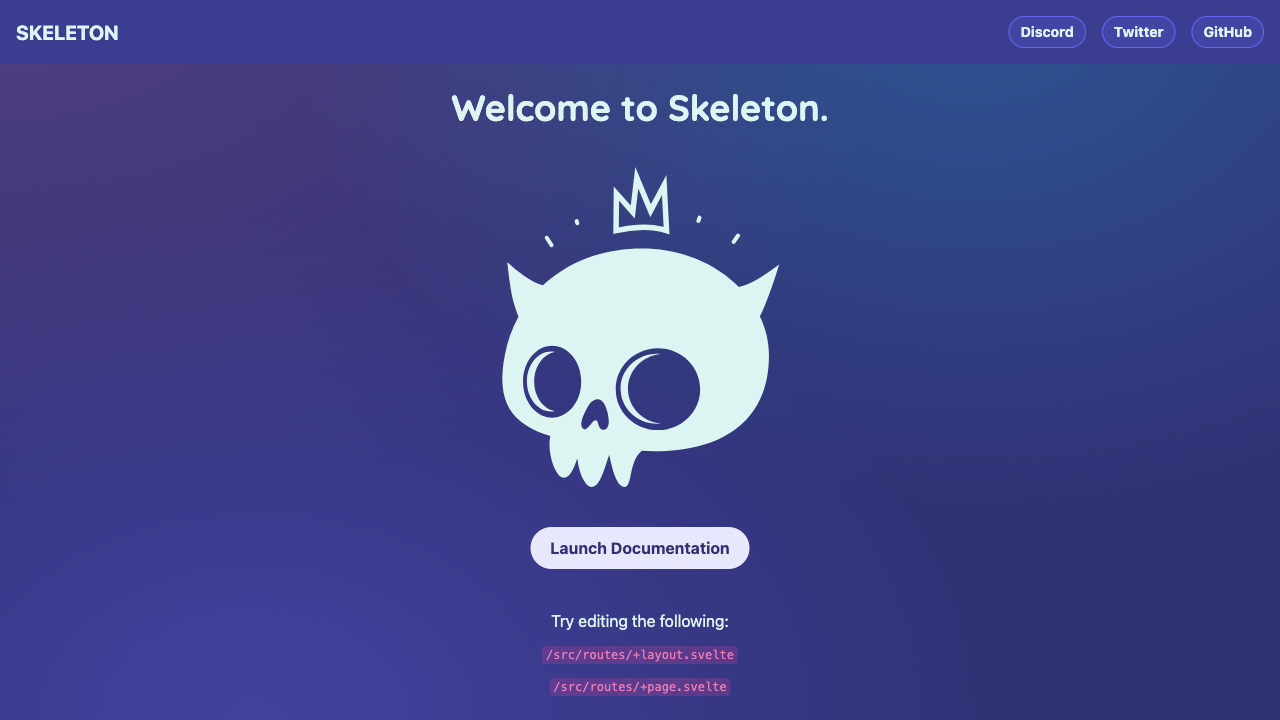 SKELETON
Discord
Twitter
GitHub
Welcome to Skeleton.
Launch Documentation
Try editing the following:
/src/routes/+layout.svelte
/src/routes/+page.svelte